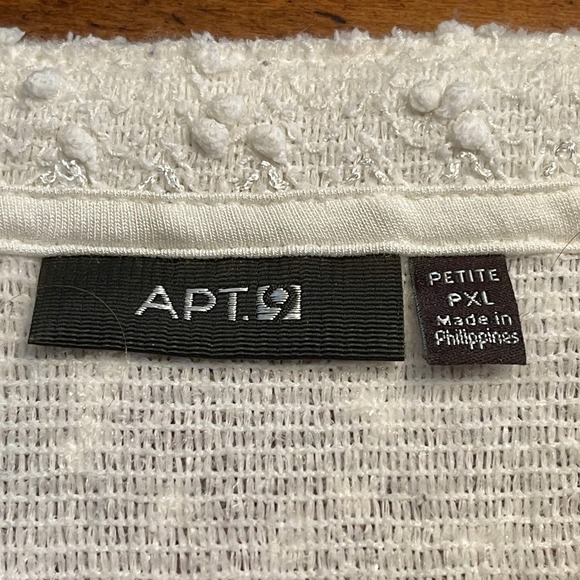 APT.9
PETITE
PXL
Made in
Philippines